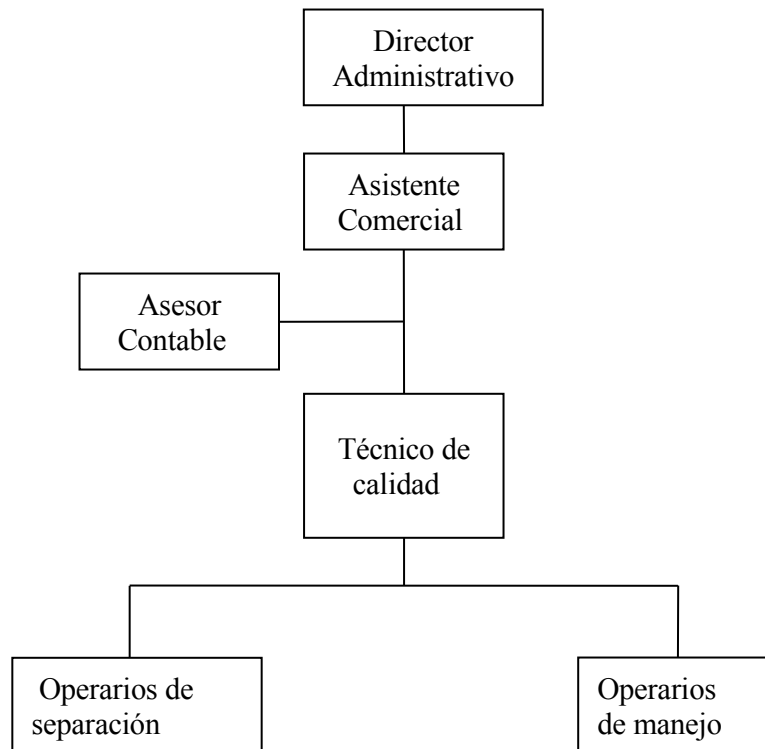 Director
Administrativo
Asistente
Comercial
Asesor
Contable
Técnico de
calidad
Operarios de
separación
Operarios
de manejo